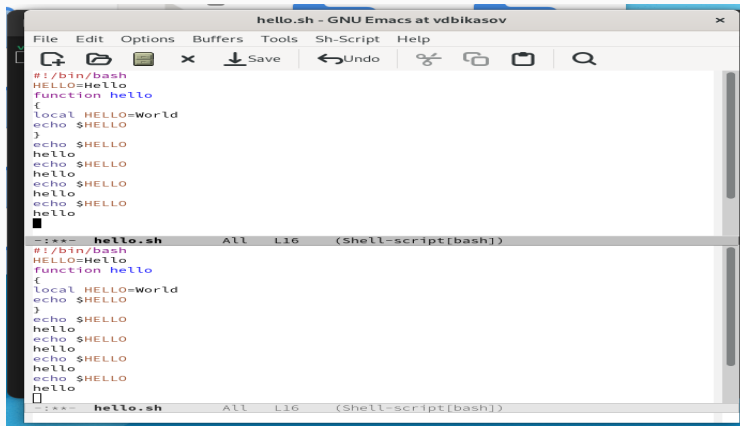 hello.sh - GNU Emacs at vdbikasov ×
File Edit Options Buffers Tools Sh-Script Help
Save Undo
#!/bin/bash
HELLO=Hello
function hello
{
local HELLO=World
echo $HELLO
}
echo $HELLO
hello
echo $HELLO
hello
echo $HELLO
hello
echo $HELLO
hello
-:**- hello.sh All L16 (Shell-script[bash])
#!/bin/bash
HELLO=Hello
function hello
{
local HELLO=World
echo $HELLO
}
echo $HELLO
hello
echo $HELLO
hello
echo $HELLO
hello
echo $HELLO
hello
-:**- hello.sh All L16 (Shell-script[bash])